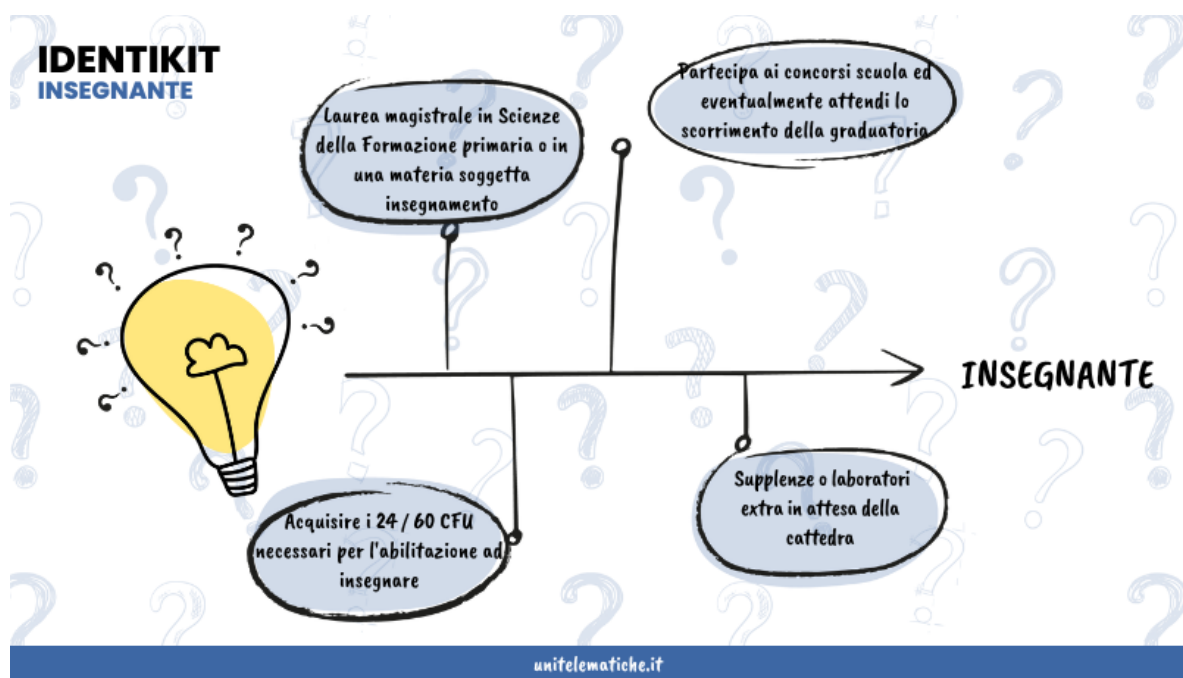 IDENTIKIT
INSEGNANTE
Laurea magistrale in Scienze
della Formazione primaria o in
una materia soggetta
insegnamento
Partecipa ai concorsi scuola ed
eventualmente attendi lo
scorrimento della graduatoria
INSEGNANTE
Acquisire i 24 / 60 CFU
necessari per l'abilitazione ad
insegnare
Supplenze o laboratori
extra in attesa della
cattedra
unitelematiche.it